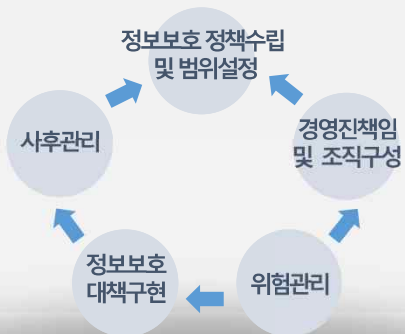 정보보호 정책수립
및 범위설정
사후관리
경영진책임
및 조직구성
정보보호
대책구현
위험관리